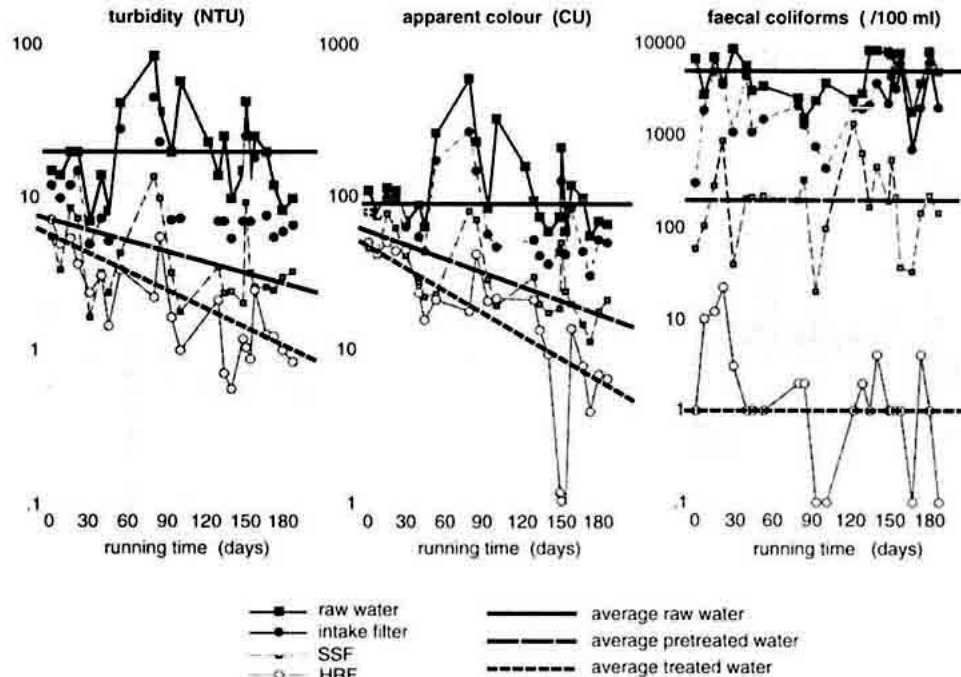 turbidity (NTU)
apparent colour (CU)
faecal coliforms ( /100 ml)
100
10
1
,1
0 30 60 90 120 150 180
running time (days)
1000
100
10
1
0 30 60 90 120 150 180
running time (days)
10000
1000
100
10
1
,1
0 30 60 90 120 150 180
running time (days)
raw water
intake filter
SSF
HRF
average raw water
average pretreated water
average treated water